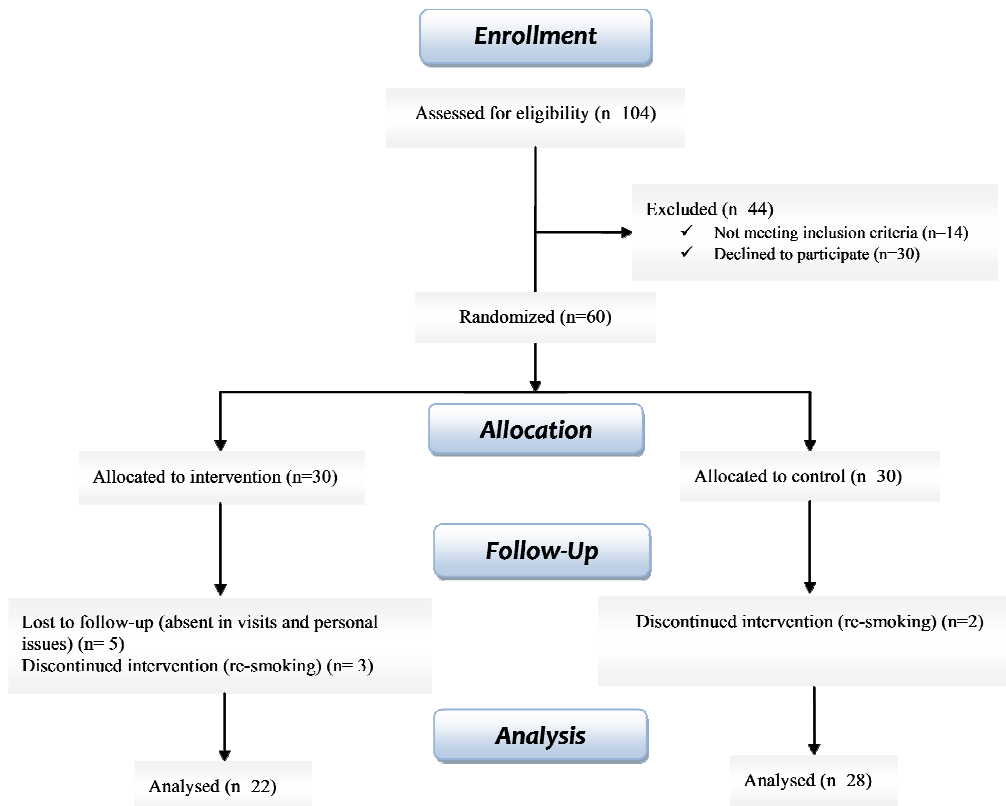 Enrollment
Assessed for eligibility (n 104)
Excluded (n 44)
✓ Not meeting inclusion criteria (n=14)
✓ Declined to participate (n=30)
Randomized (n=60)
Allocation
Allocated to intervention (n=30)
Allocated to control (n 30)
Follow-Up
Lost to follow-up (absent in visits and personal
issues) (n= 5)
Discontinued intervention (re-smoking) (n= 3)
Discontinued intervention (re-smoking) (n=2)
Analysis
Analysed (n 22)
Analysed (n 28)